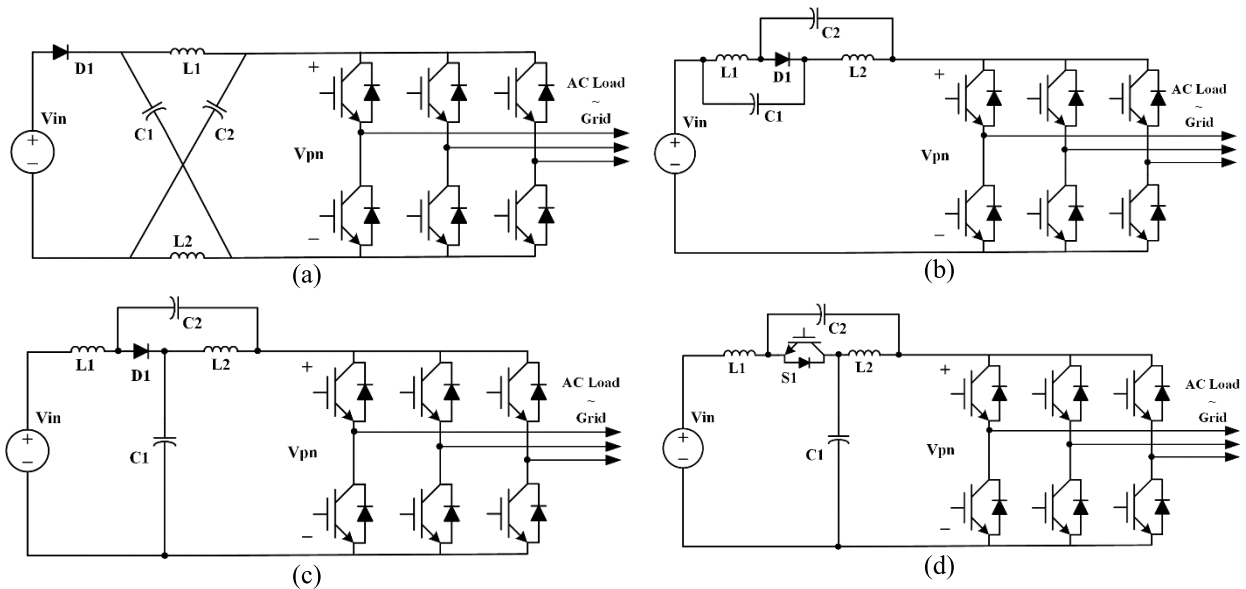 D1
L1
C1
C2
Vin
+
−
L2
+
Vpn
−
AC Load
~
Grid
(a)
C2
L1
D1
L2
C1
Vin
+
−
+
Vpn
−
AC Load
~
Grid
(b)
C2
L1
D1
L2
C1
Vin
+
−
+
Vpn
−
AC Load
~
Grid
(c)
C2
L1
S1
L2
C1
Vin
+
−
+
Vpn
−
AC Load
~
Grid
(d)